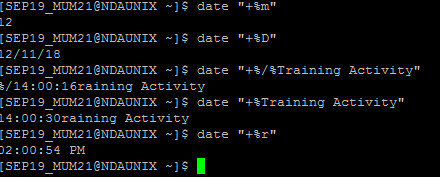 [SEP19_MUM21@NDAUNIX ~]$ date "+%m"
12
[SEP19_MUM21@NDAUNIX ~]$ date "+%D"
12/11/18
[SEP19_MUM21@NDAUNIX ~]$ date "+%/%Training Activity"
%/14:00:16raining Activity
[SEP19_MUM21@NDAUNIX ~]$ date "+%Training Activity"
14:00:30raining Activity
[SEP19_MUM21@NDAUNIX ~]$ date "+%r"
02:00:54 PM
[SEP19_MUM21@NDAUNIX ~]$